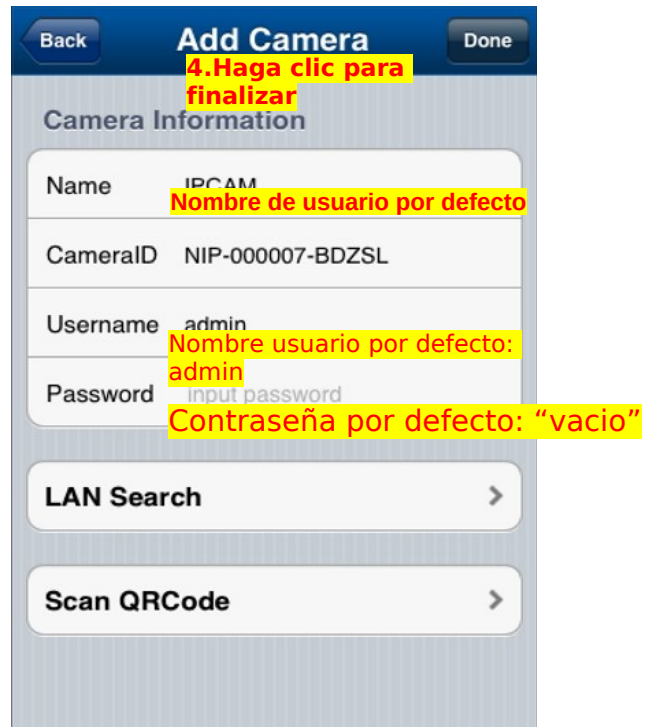 Back Add Camera Done
4.Haga clic para
finalizar
Camera Information
Name IPCAM
Nombre de usuario por defecto
CameraID NIP-000007-BDZSL
Username admin
Nombre usuario por defecto:
admin
Password input password
Contraseña por defecto: “vacio”
LAN Search
Scan QRCode